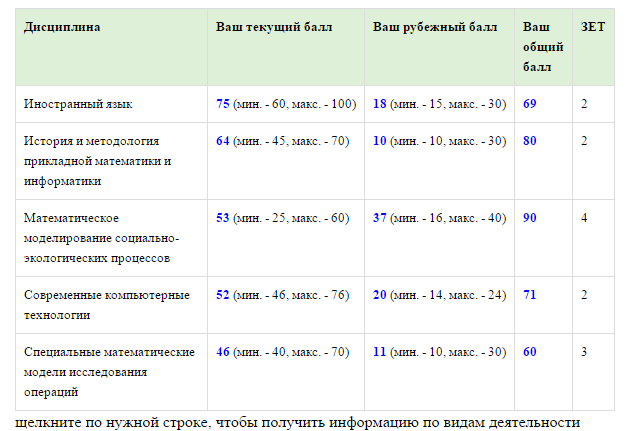 Дисциплина Ваш текущий балл Ваш рубежный балл Ваш ЗЕТ
общий
балл
Иностранный язык 75 (мин. - 60, макс. - 100) 18 (мин. - 15, макс. - 30) 69 2
История и методология 64 (мин. - 45, макс. - 70) 10 (мин. - 10, макс. - 30) 80 2
прикладной математики и
информатики
Математическое 53 (мин. - 25, макс. - 60) 37 (мин. - 16, макс. - 40) 90 4
моделирование социально-
экологических процессов
Современные компьютерные 52 (мин. - 46, макс. - 76) 20 (мин. - 14, макс. - 24) 71 2
технологии
Специальные математические 46 (мин. - 40, макс. - 70) 11 (мин. - 10, макс. - 30) 60 3
модели исследования
операций
щелкните по нужной строке, чтобы получить информацию по видам деятельности